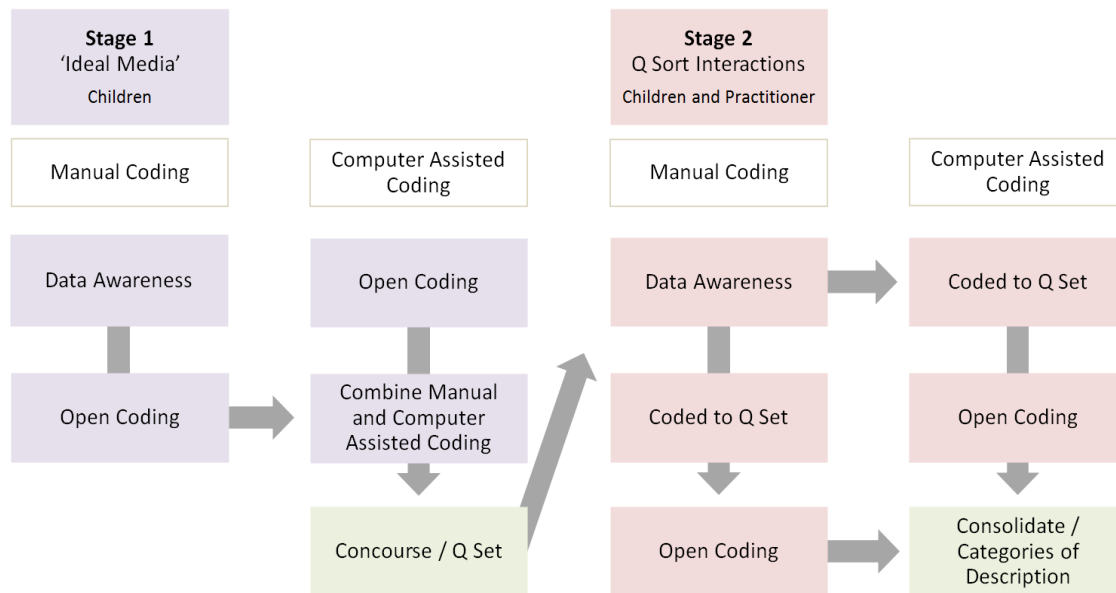 Stage 1
'Ideal Media'
Children
Stage 2
Q Sort Interactions
Children and Practitioner
Manual Coding
Computer Assisted
Coding
Manual Coding
Computer Assisted
Coding
Data Awareness
Open Coding
Data Awareness
Coded to Q Set
Open Coding
Combine Manual
and Computer
Assisted Coding
Coded to Q Set
Open Coding
Concourse / Q Set
Open Coding
Consolidate /
Categories of
Description